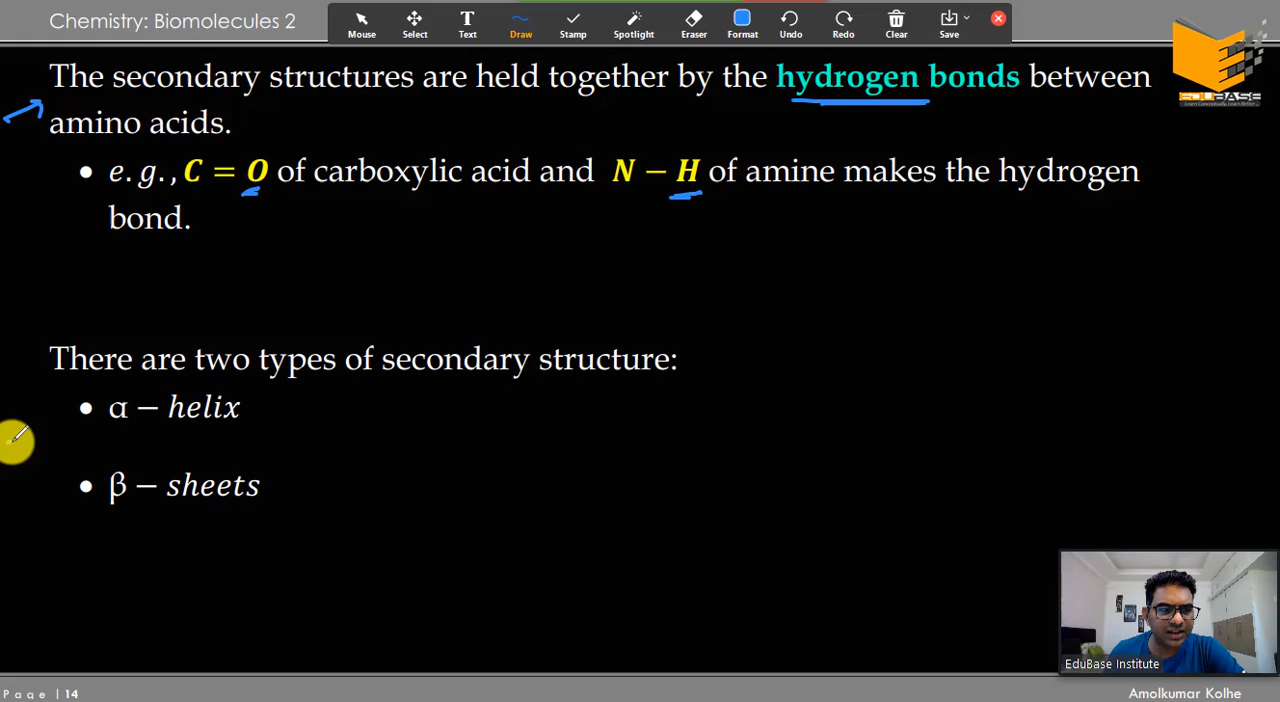 Chemistry: Biomolecules 2
Mouse Select Text Draw Stamp Spotlight Eraser Format Undo Redo Clear Save
EDUBASE
The secondary structures are held together by the hydrogen bonds between
amino acids.
• e.g., C = O of carboxylic acid and N − H of amine makes the hydrogen
bond.
There are two types of secondary structure:
• α − helix
• β − sheets
EduBase Institute
Page | 14
Amolkumar Kolhe